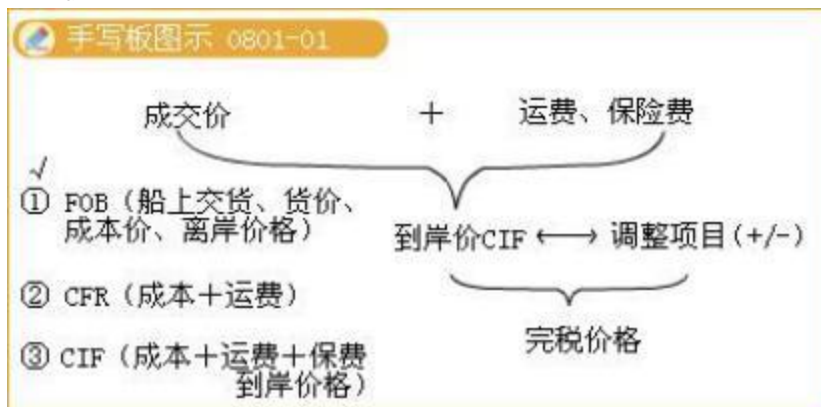 手写板图示 0801-01
成交价 + 运费、保险费
√
① FOB（船上交货、货价、
成本价、离岸价格）
到岸价CIF ⟷ 调整项目(+/-)
② CFR（成本＋运费）
完税价格
③ CIF（成本＋运费＋保费
到岸价格）